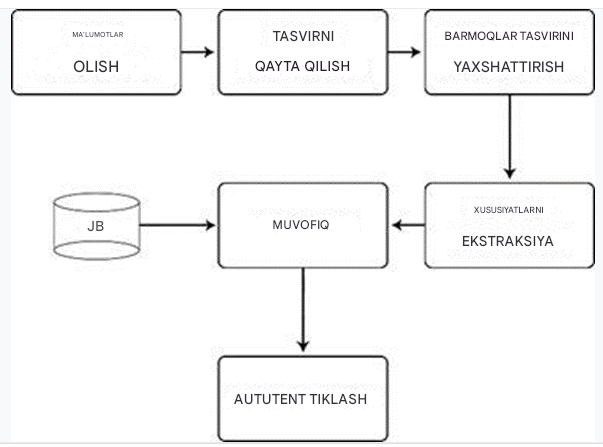 MA'LUMOTLAR
OLISH
TASVIRNI
QAYTA QILISH
BARMOQLAR TASVIRINI
YAXSHATTIRISH
JB
MUVOFIQ
XUSUSIYATLARNI
EKSTRAKSIYA
AUTUTENT TIKLASH